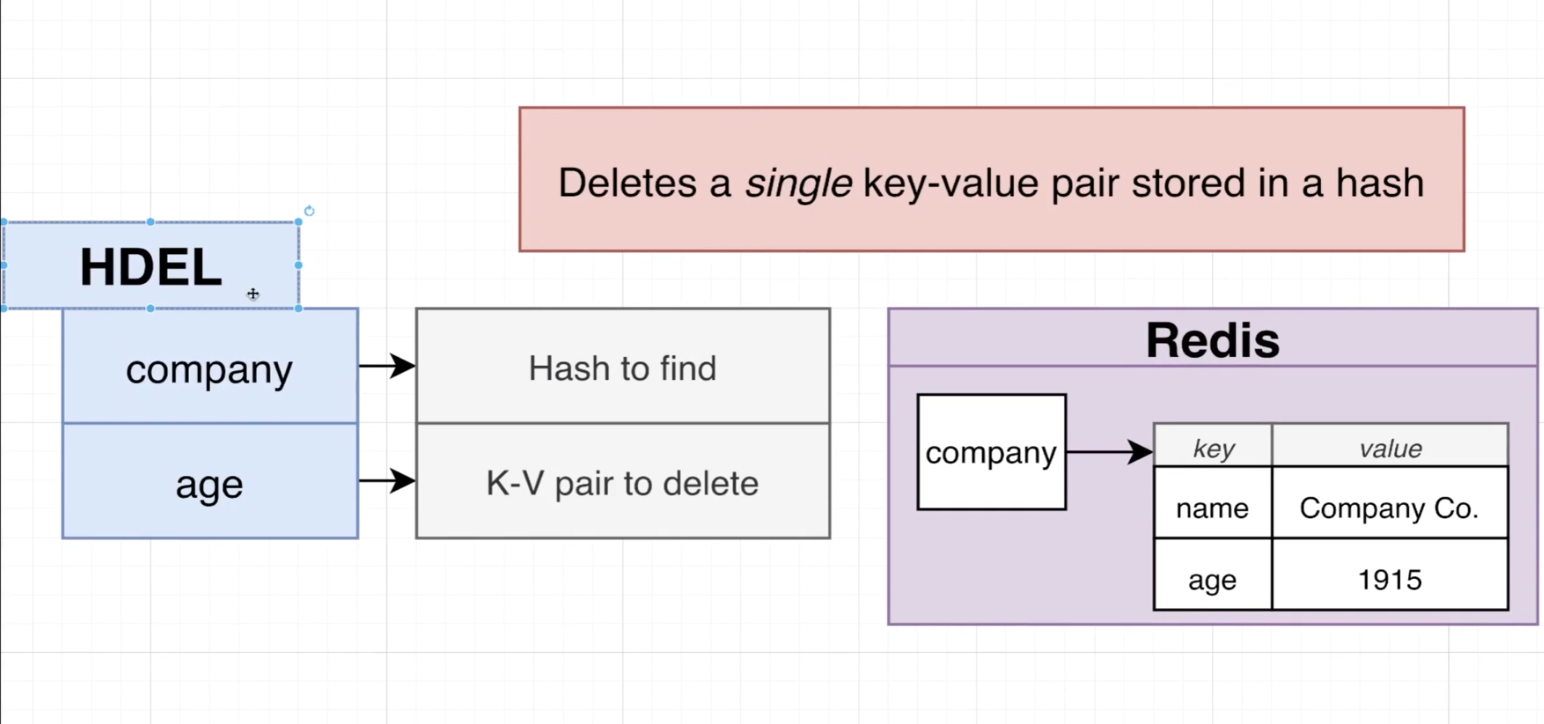 Deletes a single key-value pair stored in a hash
HDEL
company
Hash to find
age
K-V pair to delete
Redis
company
key value
name Company Co.
age 1915